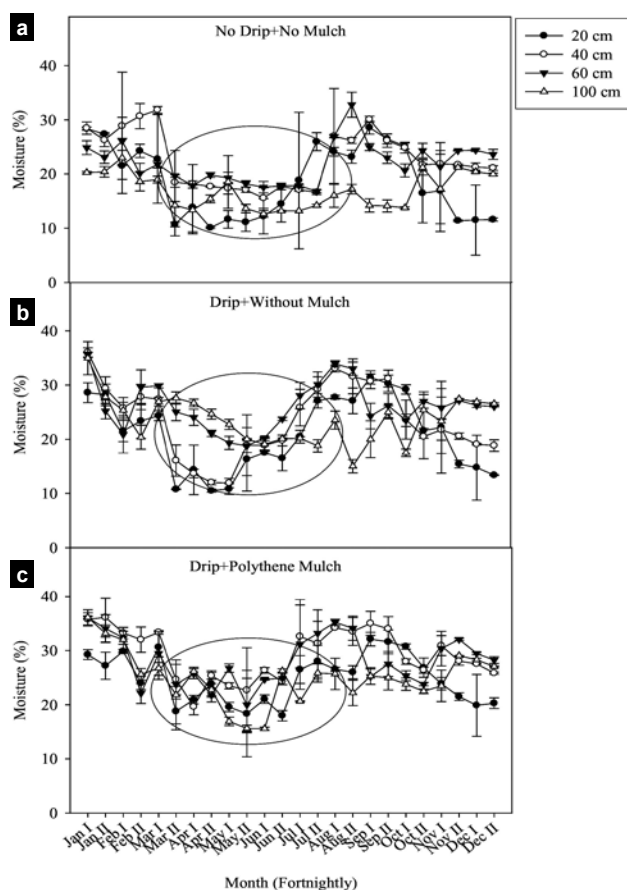 a
No Drip+No Mulch
20 cm
40 cm
60 cm
100 cm
40
30
20
10
0
Moisture (%)
b
Drip+Without Mulch
40
30
20
10
0
Moisture (%)
c
Drip+Polythene Mulch
40
30
20
10
0
Moisture (%)
Jan I
Jan II
Feb I
Feb II
Mar I
Mar II
Apr I
Apr II
May I
May II
Jun I
Jun II
Jul I
Jul II
Aug I
Aug II
Sep I
Sep II
Oct I
Oct II
Nov I
Nov II
Dec I
Dec II
Month (Fortnightly)